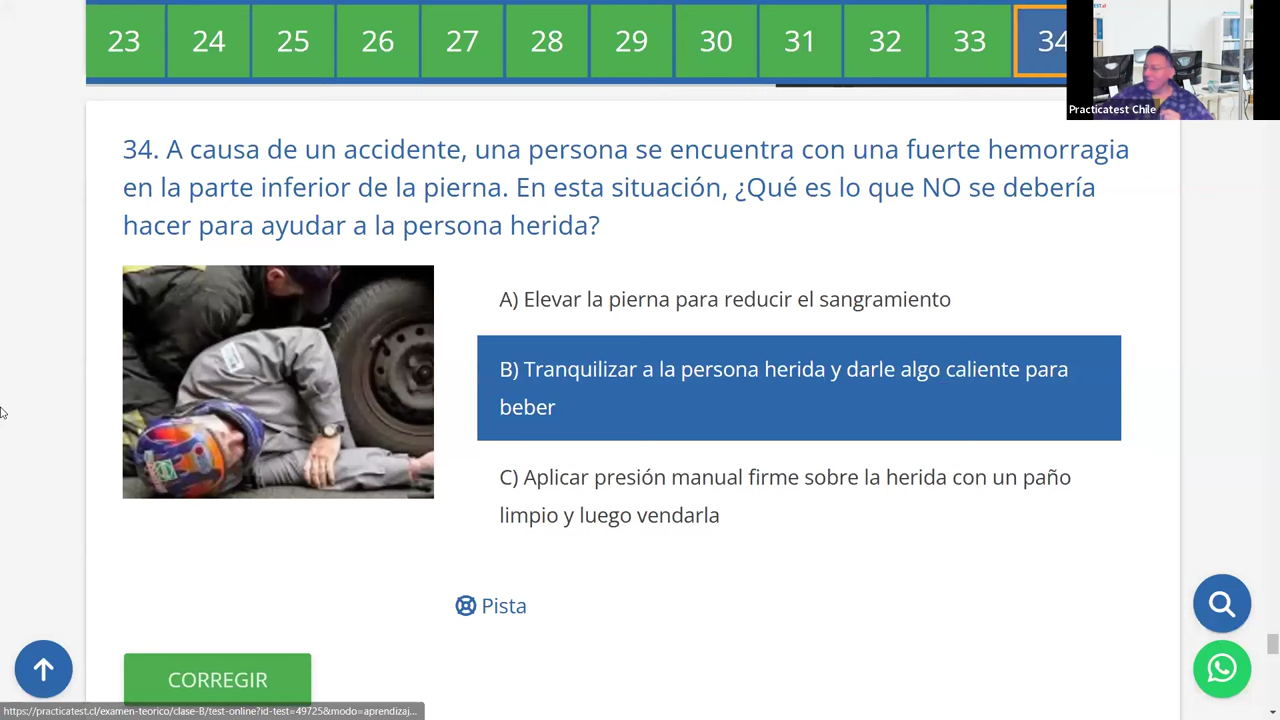 23 24 25 26 27 28 29 30 31 32 33 34
Practicatest Chile
34. A causa de un accidente, una persona se encuentra con una fuerte hemorragia
en la parte inferior de la pierna. En esta situación, ¿Qué es lo que NO se debería
hacer para ayudar a la persona herida?
A) Elevar la pierna para reducir el sangramiento
B) Tranquilizar a la persona herida y darle algo caliente para
beber
C) Aplicar presión manual firme sobre la herida con un paño
limpio y luego vendarla
Pista
CORREGIR
https://practicatest.cl/examen-teorico/clase-B/test-online?id-test=49725&modo=aprendizaj...